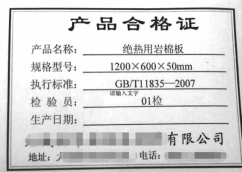 产品合格证
产品名称: 绝热用岩棉板
规格型号: 1200×600×50mm
执行标准: GB/T11835—2007
请输入文字
检 验 员: 01检
生产日期:
有限公司
地址: 电话: